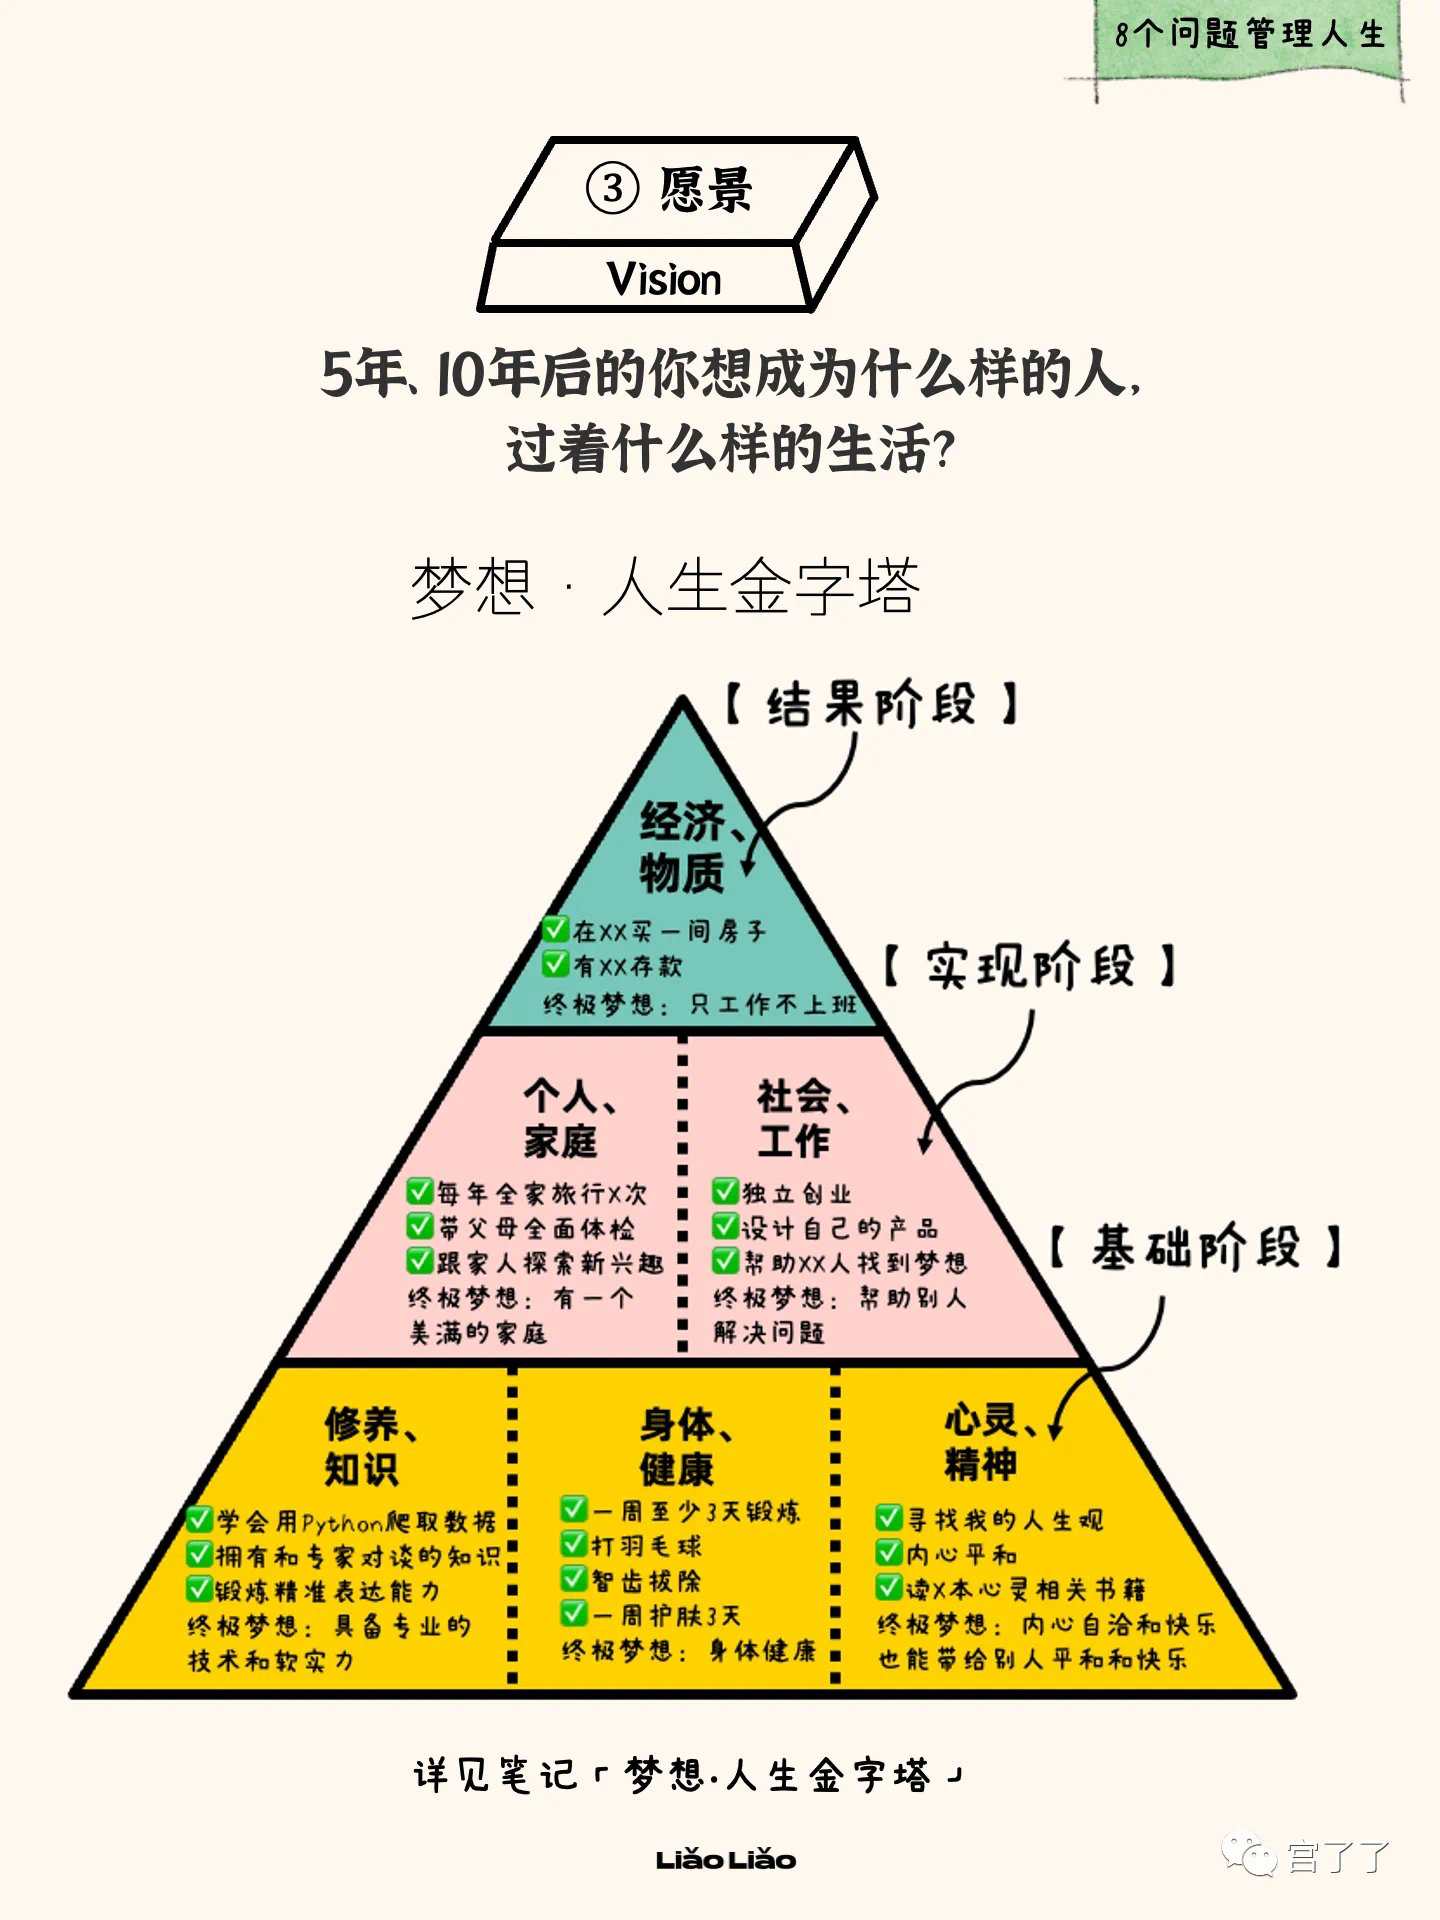 8个问题管理人生
③ 愿景
Vision
5年、10年后的你想成为什么样的人,
过着什么样的生活?
梦想·人生金字塔
【结果阶段】
经济、
物质
✅在XX买一间房子
✅有XX存款
终极梦想：只工作不上班
【实现阶段】
个人、
家庭
✅每年全家旅行X次
✅带父母全面体检
✅跟家人探索新兴趣
终极梦想：有一个
美满的家庭
社会、
工作
✅独立创业
✅设计自己的产品
✅帮助XX人找到梦想
终极梦想：帮助别人
解决问题
【基础阶段】
修养、
知识
✅学会用Python爬取数据
✅拥有和专家对谈的知识
✅锻炼精准表达能力
终极梦想：具备专业的
技术和软实力
身体、
健康
✅一周至少3天锻炼
✅打羽毛球
✅智齿拔除
✅一周护肤3天
终极梦想：身体健康
心灵、
精神
✅寻找我的人生观
✅内心平和
✅读X本心灵相关书籍
终极梦想：内心自洽和快乐
也能带给别人平和和快乐
详见笔记「梦想·人生金字塔」
Liǎo Liǎo
宫了了